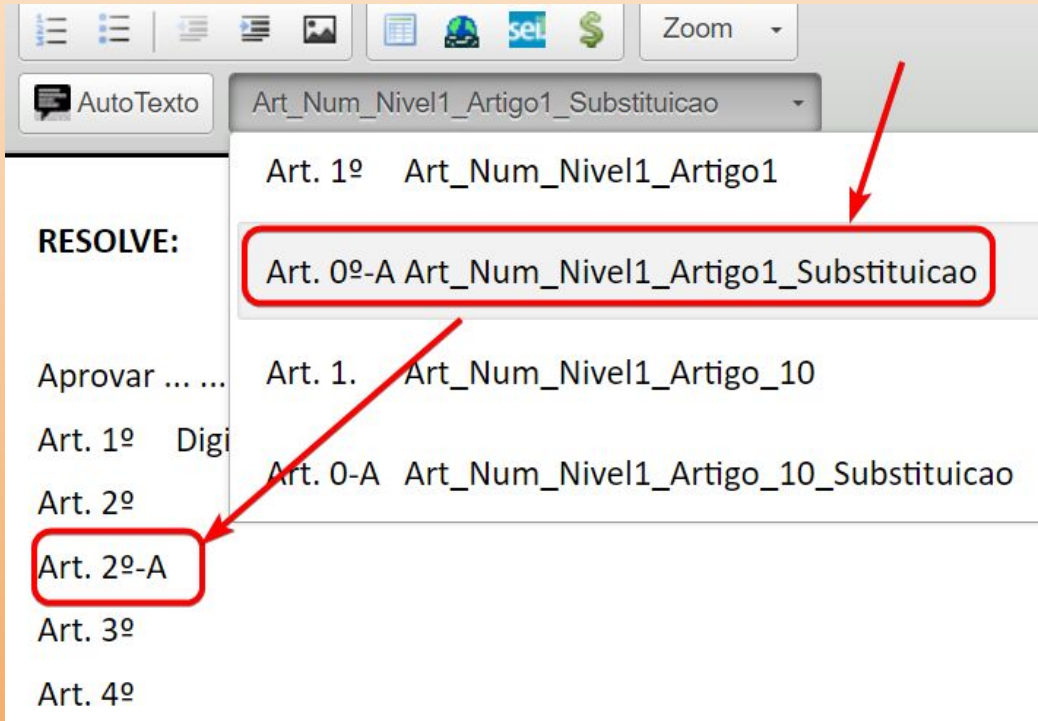 sei! $ Zoom
AutoTexto Art_Num_Nivel1_Artigo1_Substituicao
Art. 1º Art_Num_Nivel1_Artigo1
RESOLVE:
Art. 0º-A Art_Num_Nivel1_Artigo1_Substituicao
Aprovar ... ...
Art. 1. Art_Num_Nivel1_Artigo_10
Art. 1º Digi
Art. 0-A Art_Num_Nivel1_Artigo_10_Substituicao
Art. 2º
Art. 2º-A
Art. 3º
Art. 4º